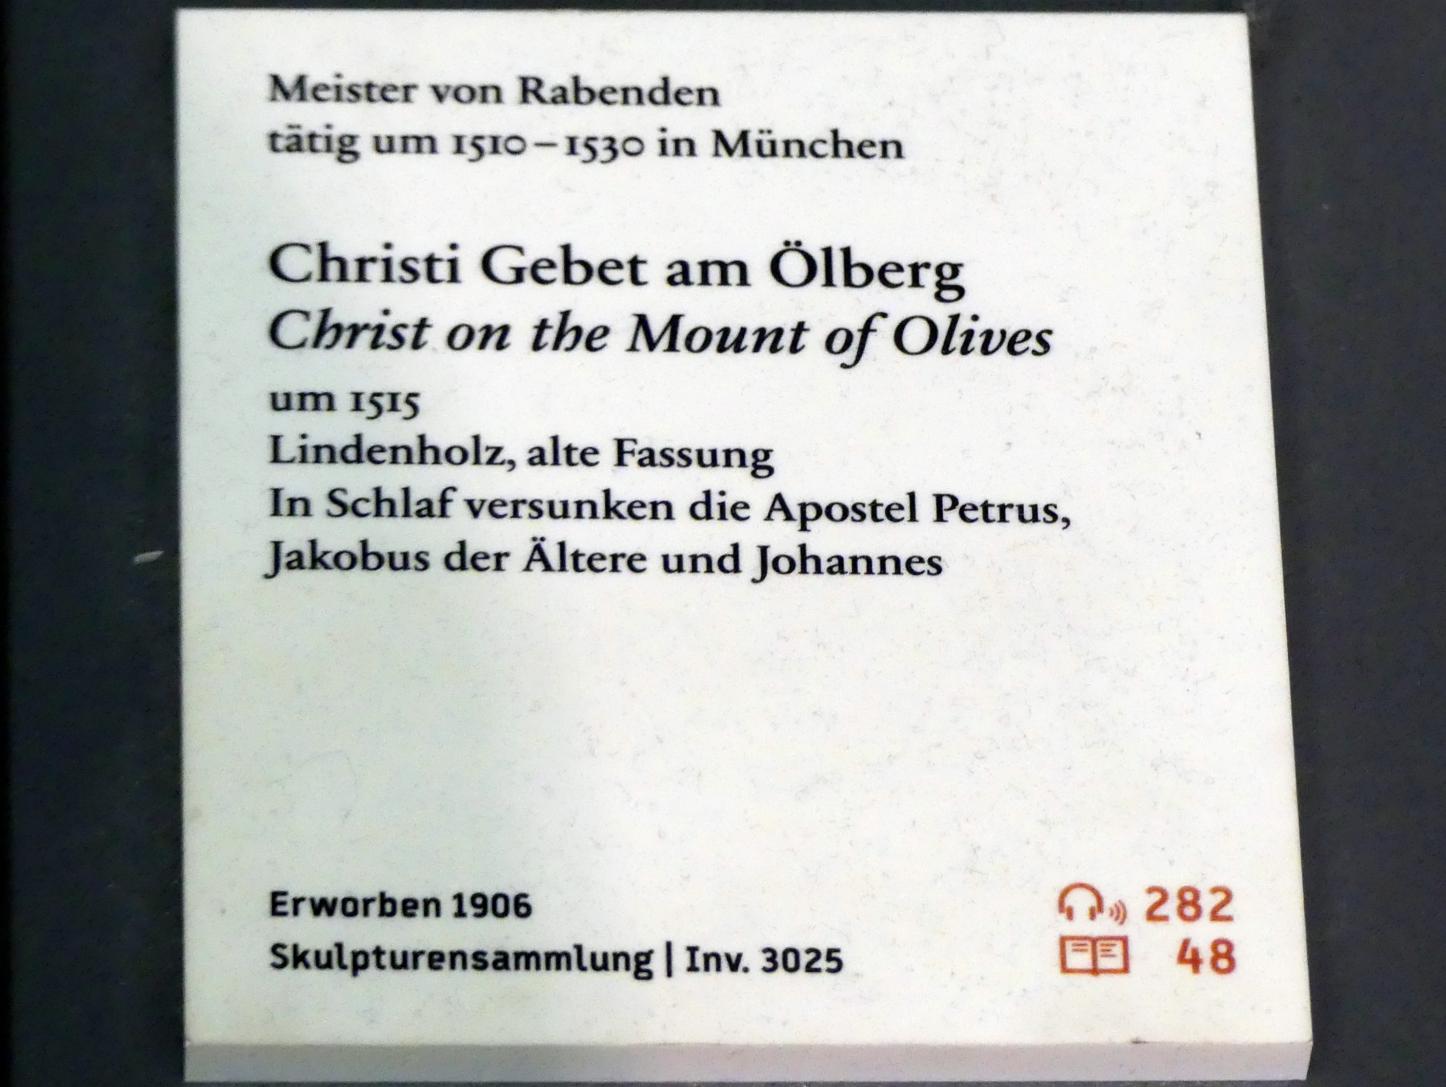 Meister von Rabenden
tätig um 1510–1530 in München
Christi Gebet am Ölberg
Christ on the Mount of Olives
um 1515
Lindenholz, alte Fassung
In Schlaf versunken die Apostel Petrus,
Jakobus der Ältere und Johannes
Erworben 1906
Skulpturensammlung | Inv. 3025
282
48